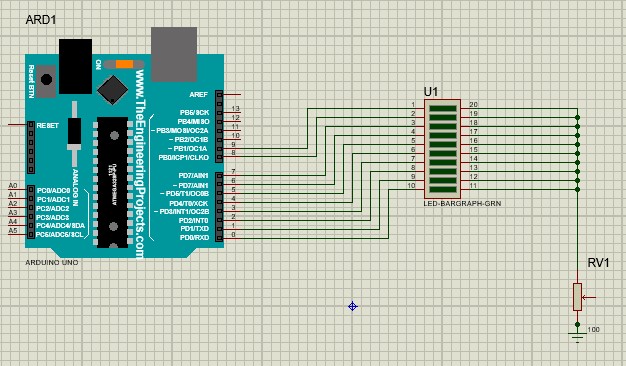 ARD1
Reset BTN
ON
www.TheEngineeringProjects.com
RESET
AREF
PB5/SCK 13
PB4/MISO 12
PB3/MOSI/OC2A 11
PB2/OC1B 10
PB1/OC1A 9
PB0/ICP1/CLKO 8
PD7/AIN1 7
PD7/AIN1 6
PD5/T1/OC0B 5
PD4/T0/XCK 4
PD3/INT1/OC2B 3
PD2/INT0 2
PD1/TXD 1
PD0/RXD 0
ANALOG IN
A0 PC0/ADC0
A1 PC1/ADC1
A2 PC2/ADC2
A3 PC3/ADC3
A4 PC4/ADC4/SDA
A5 PC5/ADC5/SCL
ARDUINO UNO
U1
1 20
2 19
3 18
4 17
5 16
6 15
7 14
8 13
9 12
10 11
LED-BARGRAPH-GRN
RV1
100